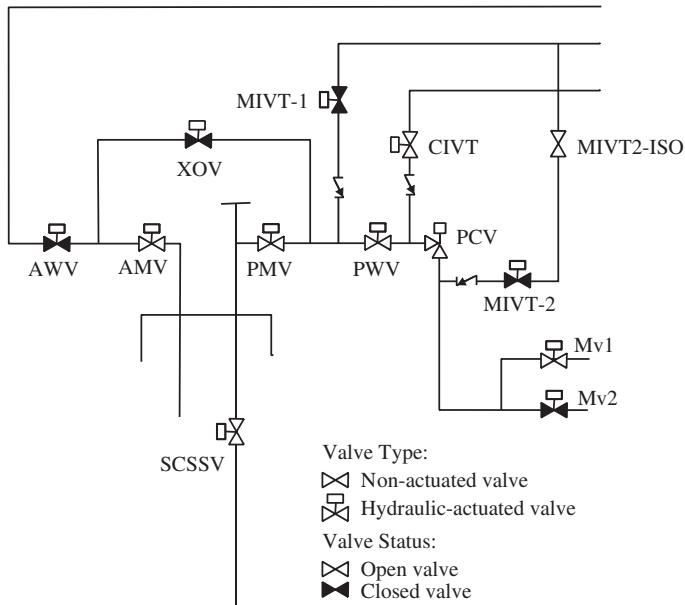 MIVT-1
CIVT
MIVT2-ISO
XOV
PCV
AWV
AMV
PMV
PWV
MIVT-2
Mv1
Mv2
SCSSV
Valve Type:
Non-actuated valve
Hydraulic-actuated valve
Valve Status:
Open valve
Closed valve